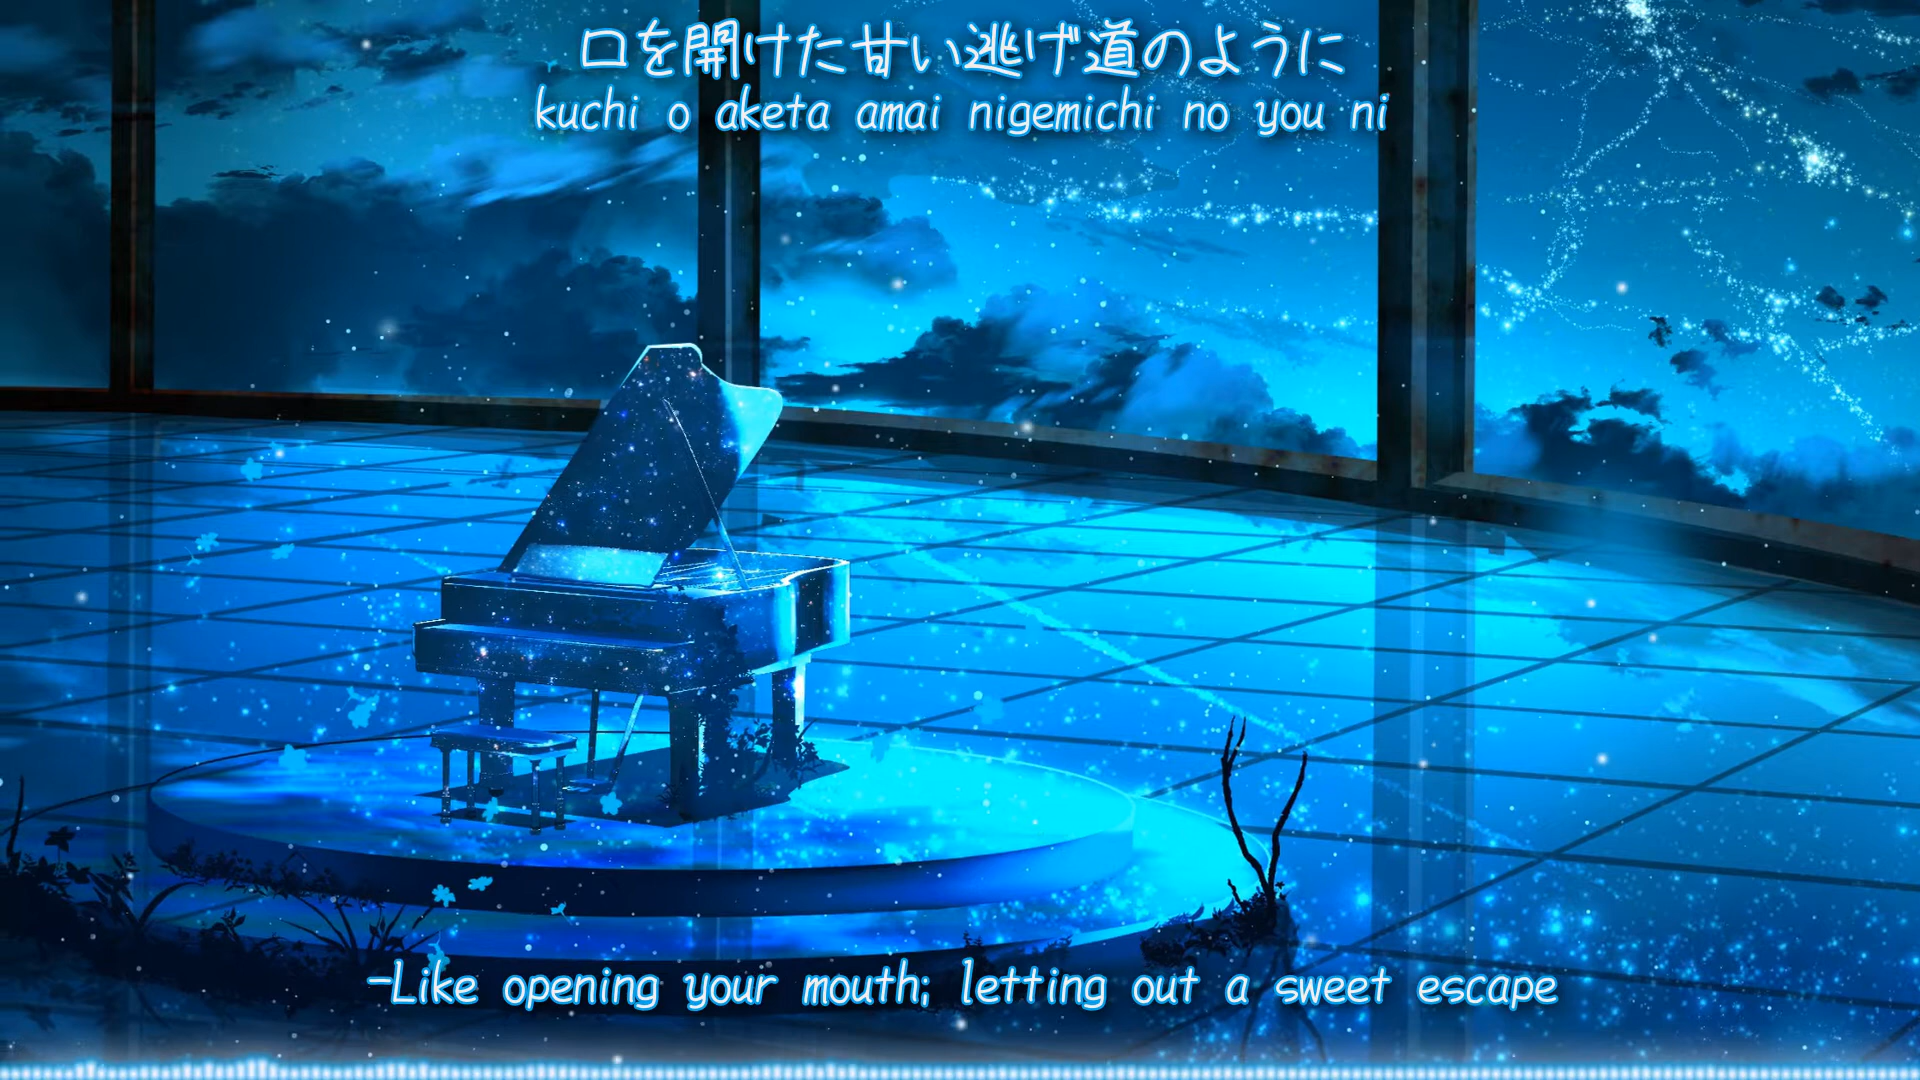 口を開けた甘い逃げ道のように
kuchi o aketa amai nigemichi no you ni
-Like opening your mouth; letting out a sweet escape